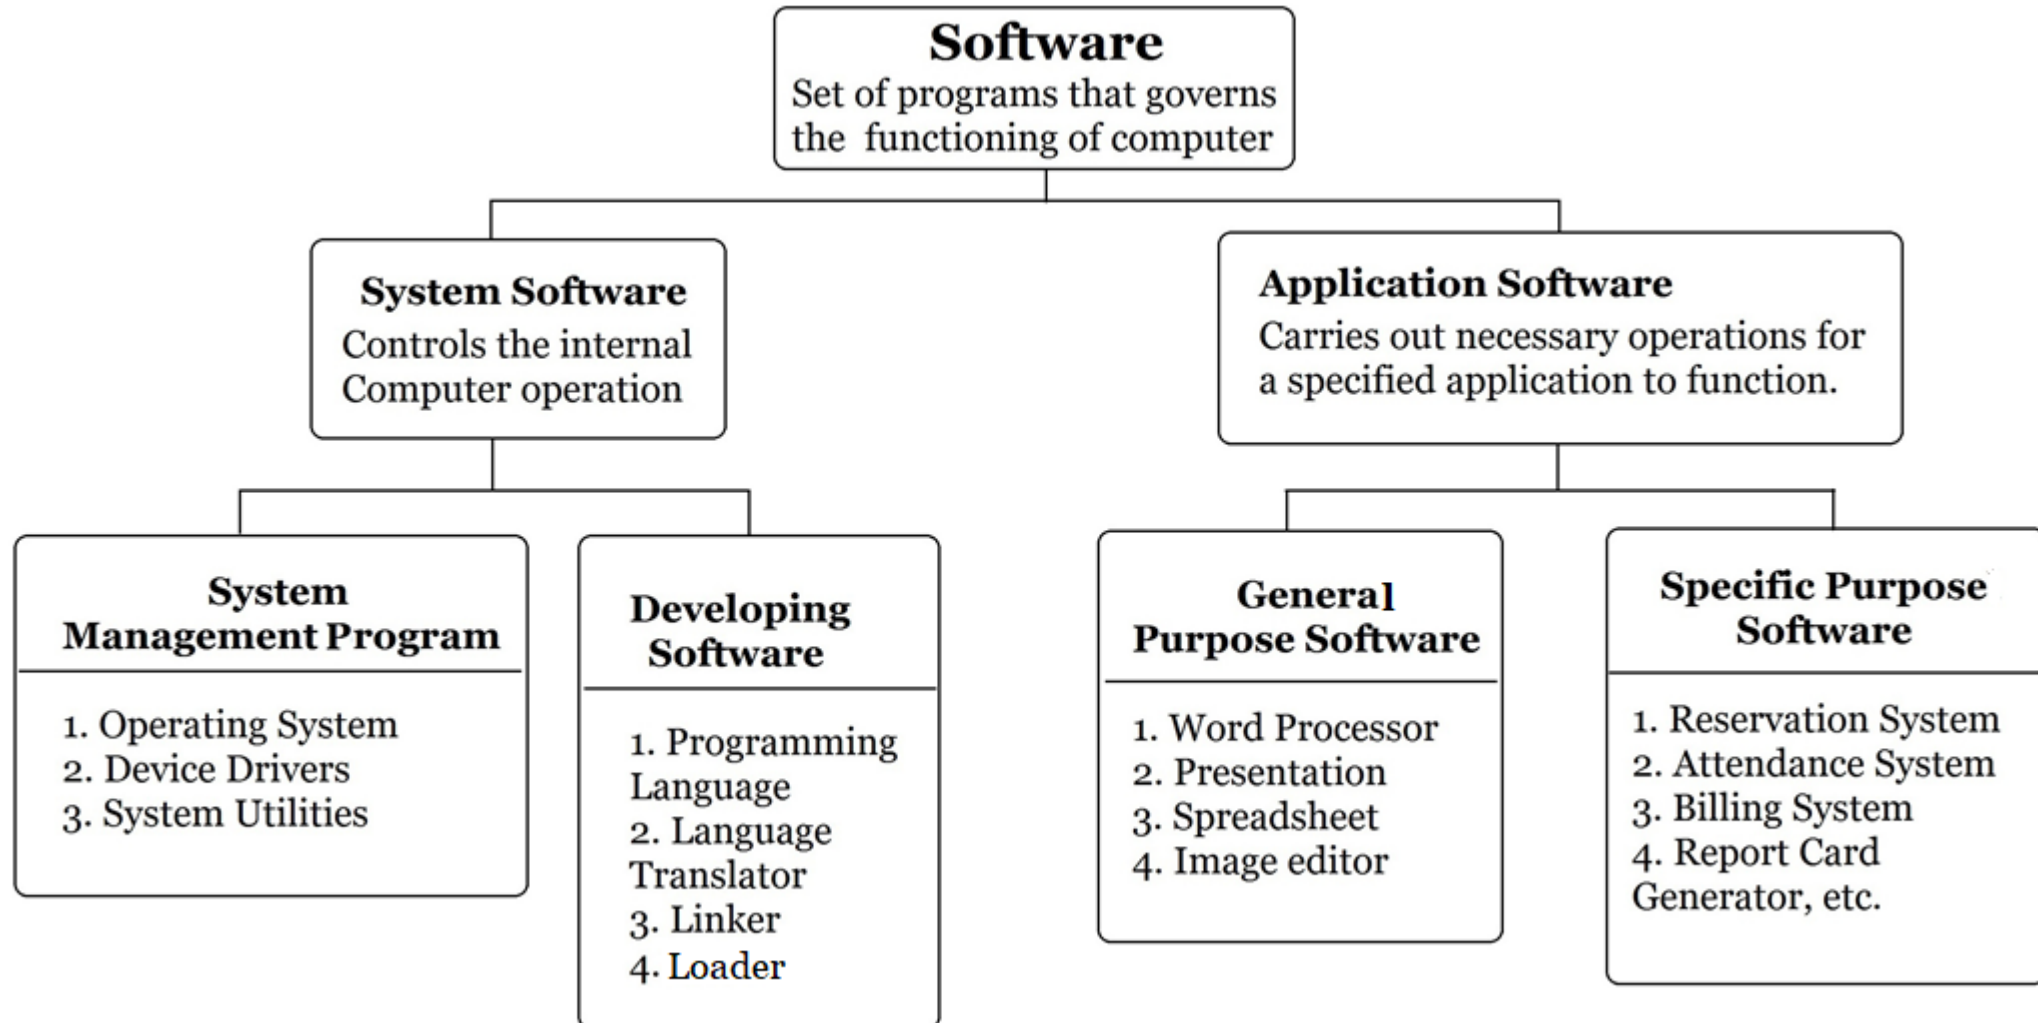 Software
Set of programs that governs
the functioning of computer
System Software
Controls the internal
Computer operation
Application Software
Carries out necessary operations for
a specified application to function.
System
Management Program
1. Operating System
2. Device Drivers
3. System Utilities
Developing
Software
1. Programming
Language
2. Language
Translator
3. Linker
4. Loader
General
Purpose Software
1. Word Processor
2. Presentation
3. Spreadsheet
4. Image editor
Specific Purpose
Software
1. Reservation System
2. Attendance System
3. Billing System
4. Report Card
Generator, etc.